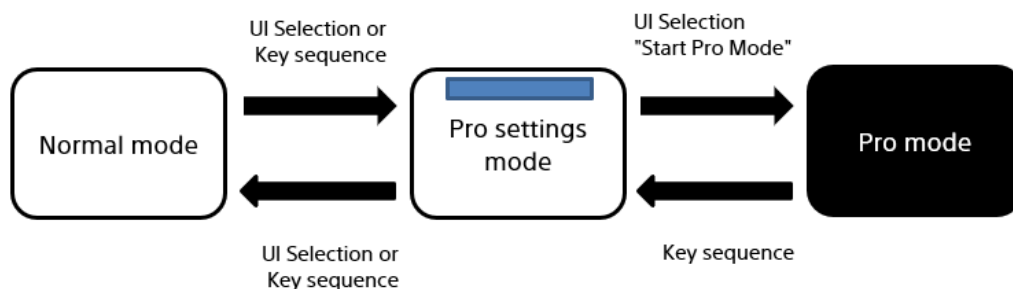 UI Selection or
Key sequence
UI Selection
"Start Pro Mode"
Normal mode
Pro settings
mode
Pro mode
UI Selection or
Key sequence
Key sequence